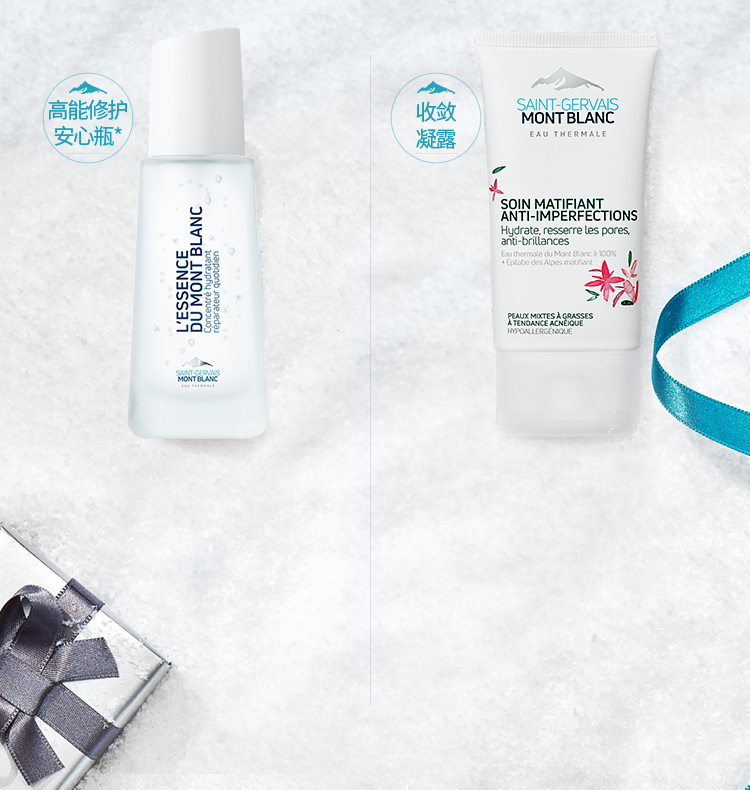 高能修护
安心瓶*
L'ESSENCE
DU MONT BLANC
Concentré hydratant
réparateur quotidien
SAINT-GERVAIS
MONT BLANC
EAU THERMALE
收敛
凝露
SAINT-GERVAIS
MONT BLANC
EAU THERMALE
SOIN MATIFIANT
ANTI-IMPERFECTIONS
Hydrate, resserre les pores,
anti-brillances
Eau thermale du Mont Blanc à 100%
+ Épilobe des Alpes matifiant
PEAUX MIXTES À GRASSES
À TENDANCE ACNÉIQUE
HYPOALLERGÉNIQUE